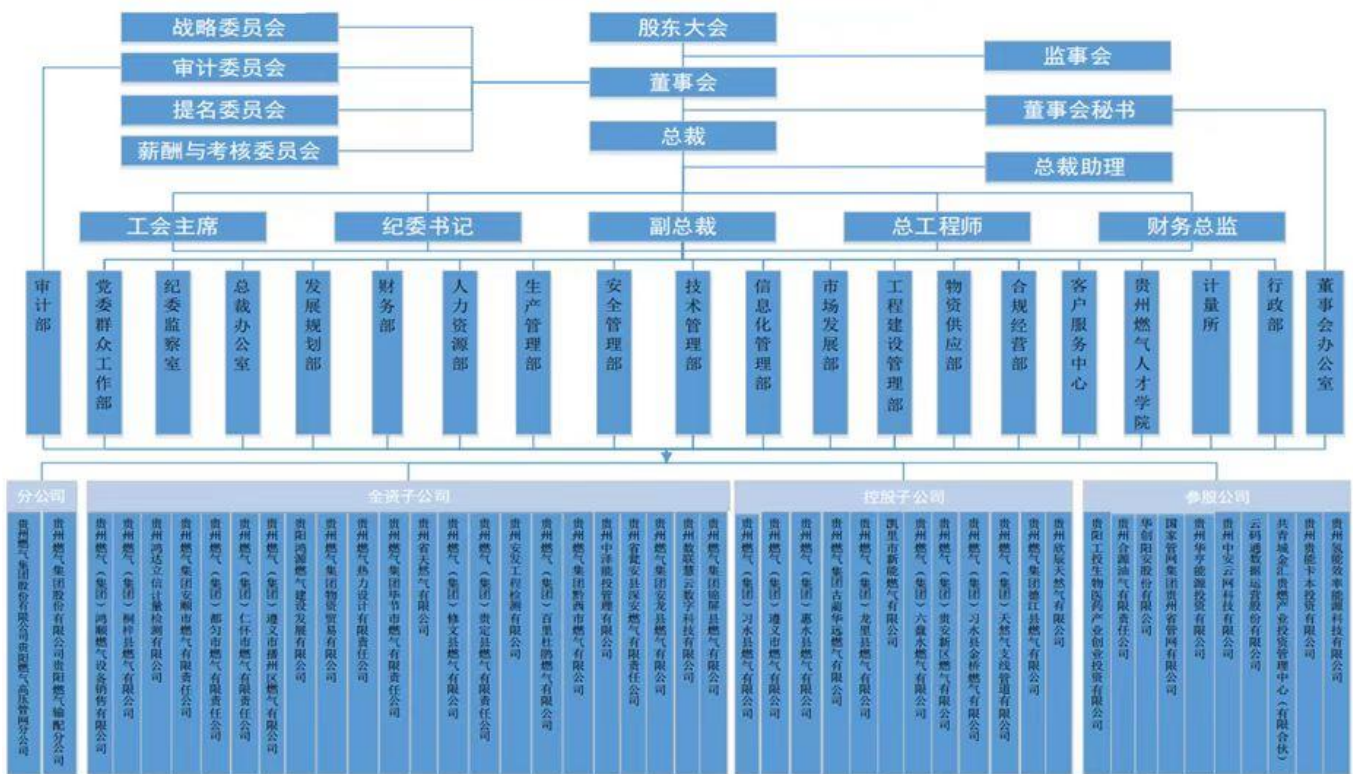 战略委员会
股东大会
审计委员会
监事会
董事会
提名委员会
董事会秘书
总裁
薪酬与考核委员会
总裁助理
工会主席
纪委书记
副总裁
总工程师
财务总监
审计部
党委群众工作部
纪委监察室
总裁办公室
发展规划部
财务部
人力资源部
生产管理部
安全管理部
技术管理部
信息化管理部
市场发展部
工程建设管理部
物资供应部
合规经营部
客户服务中心
贵州燃气人才学院
计量所
行政部
董事会办公室
分公司
贵州燃气集团股份有限公司贵阳燃气高压管网分公司
贵州燃气集团股份有限公司贵阳燃气输配分公司
全资子公司
贵州燃气（集团）鸿顺燃气设备销售有限公司
贵州燃气（集团）桐梓县燃气有限公司
贵州鸿达立信计量检测有限公司
贵州燃气集团安顺市燃气有限责任公司
贵州燃气（集团）都匀市燃气有限责任公司
贵州燃气（集团）仁怀市燃气有限责任公司
贵州燃气（集团）遵义市播州区燃气有限公司
贵阳鸿源燃气建设发展有限公司
贵州燃气集团物资贸易有限公司
贵州燃气热力设计有限责任公司
贵州燃气集团毕节市燃气有限责任公司
贵州省天然气有限公司
贵州燃气（集团）修文县燃气有限公司
贵州燃气（集团）贵定县燃气有限责任公司
贵州安发工程检测有限公司
贵州燃气（集团）百里杜鹃燃气有限公司
贵州燃气集团黔西市燃气有限公司
贵州中泽能投管理有限公司
贵州省瓮安县深安燃气有限责任公司
贵州燃气集团安龙县燃气有限公司
贵州数联慧云数字科技有限公司
贵州燃气集团锦屏县燃气有限公司
控股子公司
贵州燃气（集团）习水县燃气有限公司
贵州燃气（集团）遵义市燃气有限公司
贵州燃气（集团）惠水县燃气有限公司
贵州燃气（集团）古蔺华远燃气有限公司
贵州燃气（集团）龙里县燃气有限公司
凯里市新能燃气有限公司
贵州燃气（集团）六盘水燃气有限公司
贵州燃气（集团）贵安新区燃气有限公司
贵州燃气（集团）习水县金桥燃气有限公司
贵州燃气（集团）天然气支线管道有限公司
贵州燃气集团德江县燃气有限公司
贵州欣辰天然气有限公司
参股公司
贵阳工投生物医药产业创业投资有限公司
贵州合源油气有限责任公司
华创阳安股份有限公司
国家管网集团贵州省管网有限公司
贵州华亨能源投资有限公司
贵州中安云网科技有限公司
云码通数据运营股份有限公司
共青城金汇贵燃产业投资管理中心（有限合伙）
贵州贵能卡本投资有限公司
贵州氢能效率能源科技有限公司